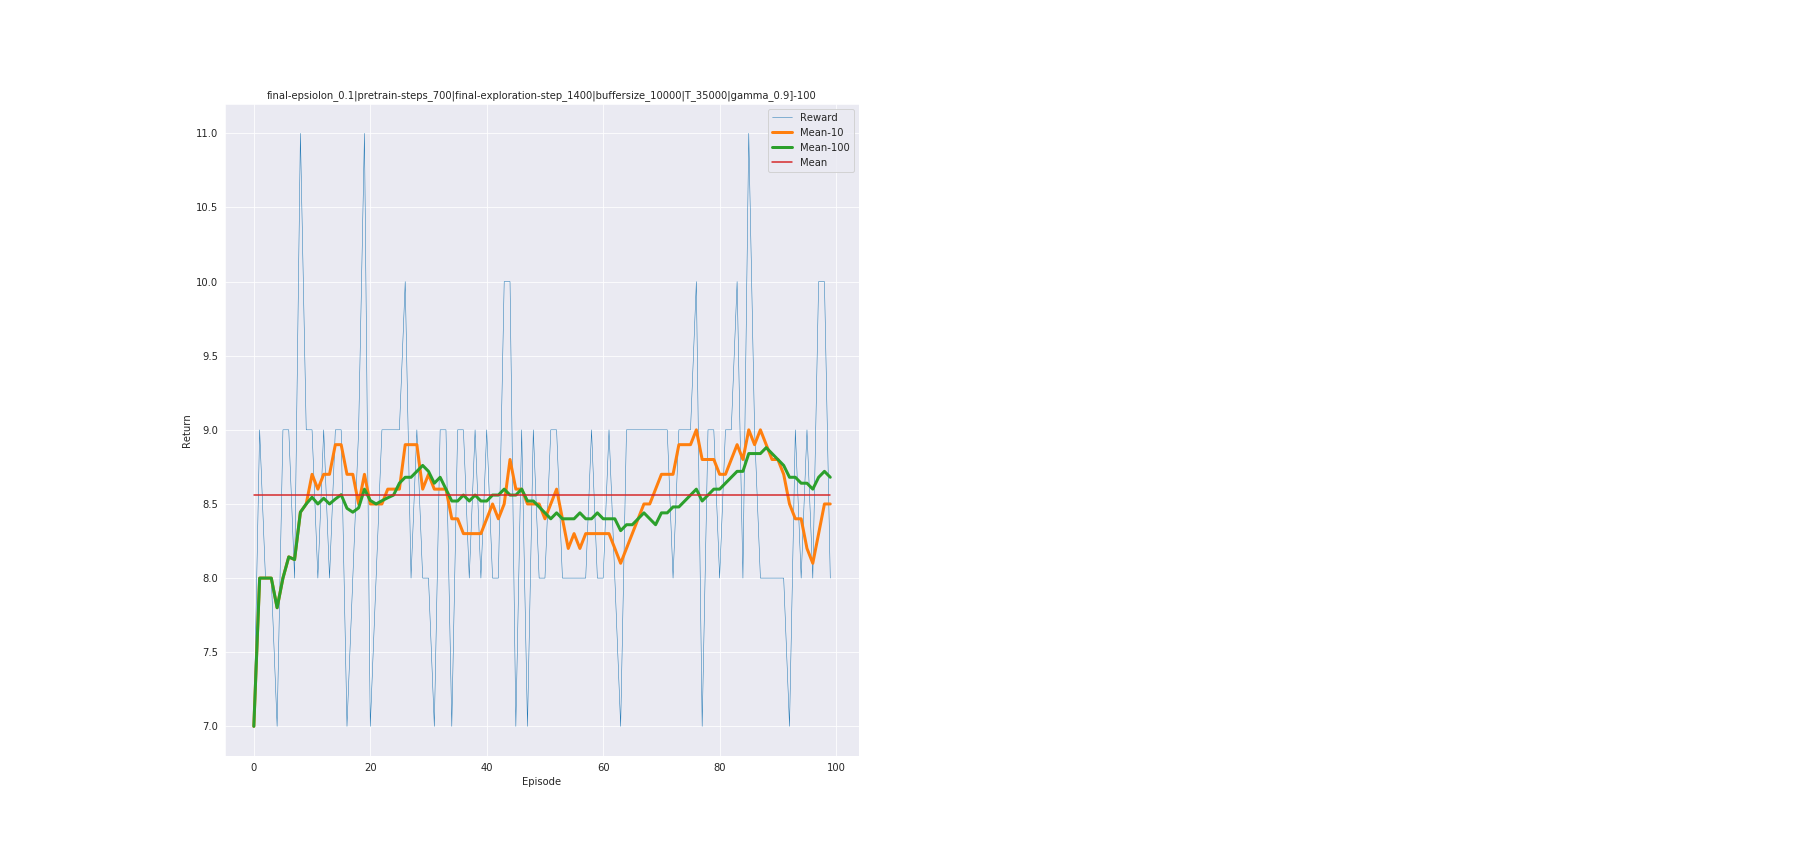 final-epsiolon_0.1|pretrain-steps_700|final-exploration-step_1400|buffersize_10000|T_35000|gamma_0.9]-100
Reward
Mean-10
Mean-100
Mean
11.0
10.5
10.0
9.5
9.0
8.5
8.0
7.5
7.0
Return
0 20 40 60 80 100
Episode